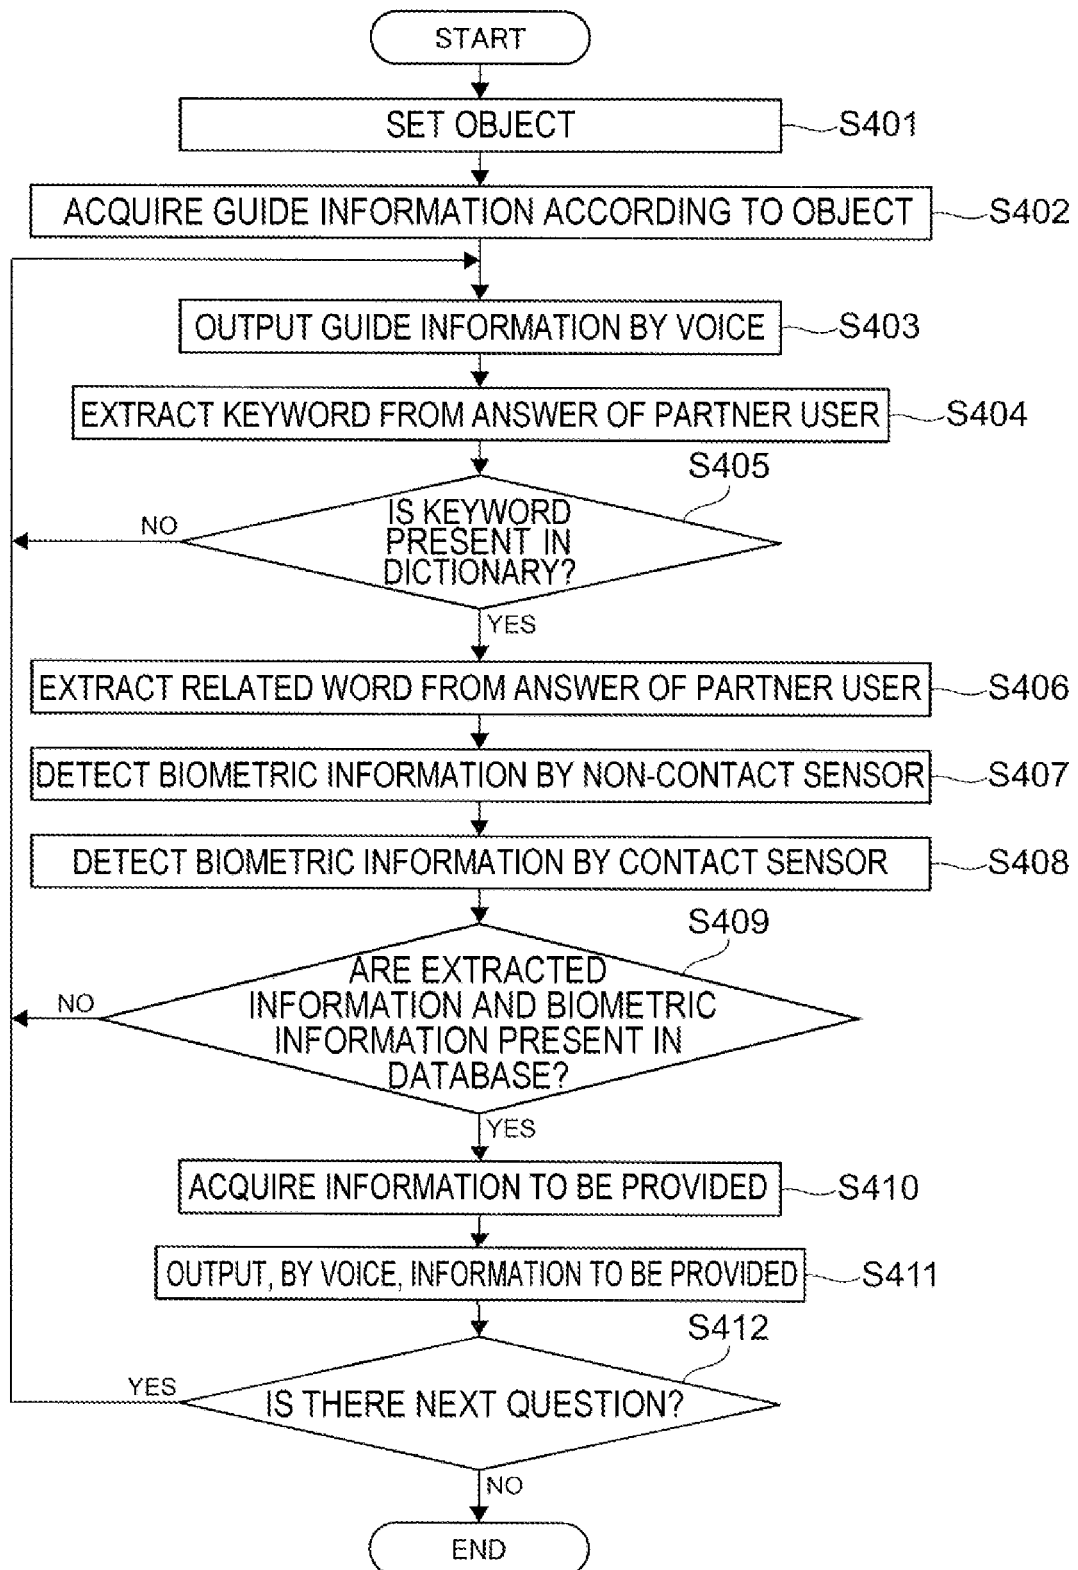 START
SET OBJECT
S401
ACQUIRE GUIDE INFORMATION ACCORDING TO OBJECT
S402
OUTPUT GUIDE INFORMATION BY VOICE
S403
EXTRACT KEYWORD FROM ANSWER OF PARTNER USER
S404
S405
IS KEYWORD
PRESENT IN
DICTIONARY?
NO
YES
EXTRACT RELATED WORD FROM ANSWER OF PARTNER USER
S406
DETECT BIOMETRIC INFORMATION BY NON-CONTACT SENSOR
S407
DETECT BIOMETRIC INFORMATION BY CONTACT SENSOR
S408
S409
ARE EXTRACTED
INFORMATION AND BIOMETRIC
INFORMATION PRESENT IN
DATABASE?
NO
YES
ACQUIRE INFORMATION TO BE PROVIDED
S410
OUTPUT, BY VOICE, INFORMATION TO BE PROVIDED
S411
S412
IS THERE NEXT QUESTION?
YES
NO
END